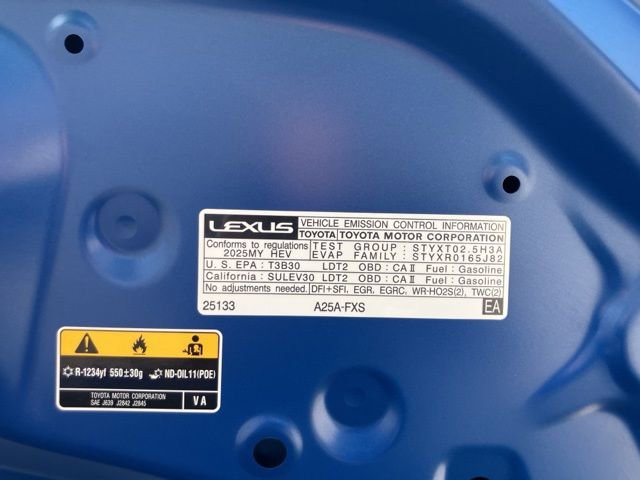 LEXUS VEHICLE EMISSION CONTROL INFORMATION
TOYOTA TOYOTA MOTOR CORPORATION
Conforms to regulations TEST GROUP : STYXT02.5H3A
2025MY HEV EVAP FAMILY : STYXR0165J82
U.S. EPA : T3B30 LDT2 OBD : CAⅡ Fuel : Gasoline
California : SULEV30 LDT2 OBD : CAⅡ Fuel : Gasoline
No adjustments needed. DFI+SFI, EGR, EGRC, WR-HO2S(2), TWC(2)
25133 A25A-FXS EA
R-1234yf 550±30g ND-OIL11(POE)
TOYOTA MOTOR CORPORATION
SAE J639 J2842 J2845 VA